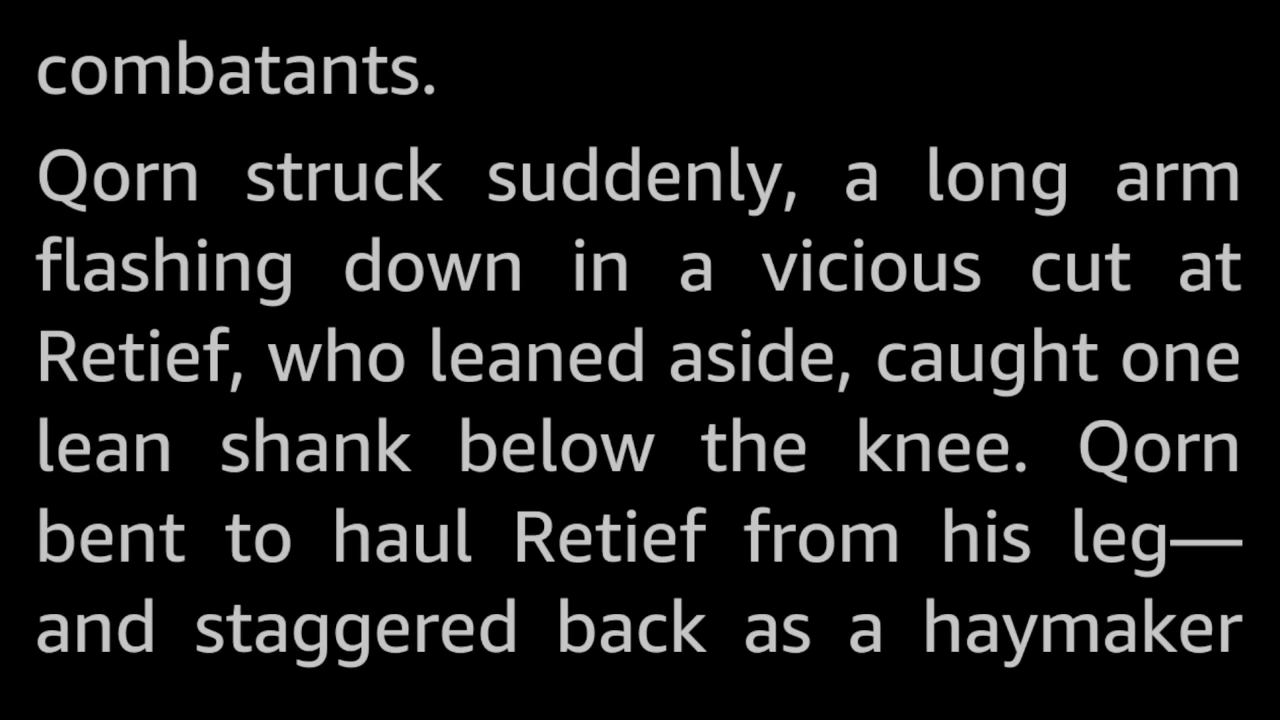 combatants.
Qorn struck suddenly, a long arm
flashing down in a vicious cut at
Retief, who leaned aside, caught one
lean shank below the knee. Qorn
bent to haul Retief from his leg—
and staggered back as a haymaker